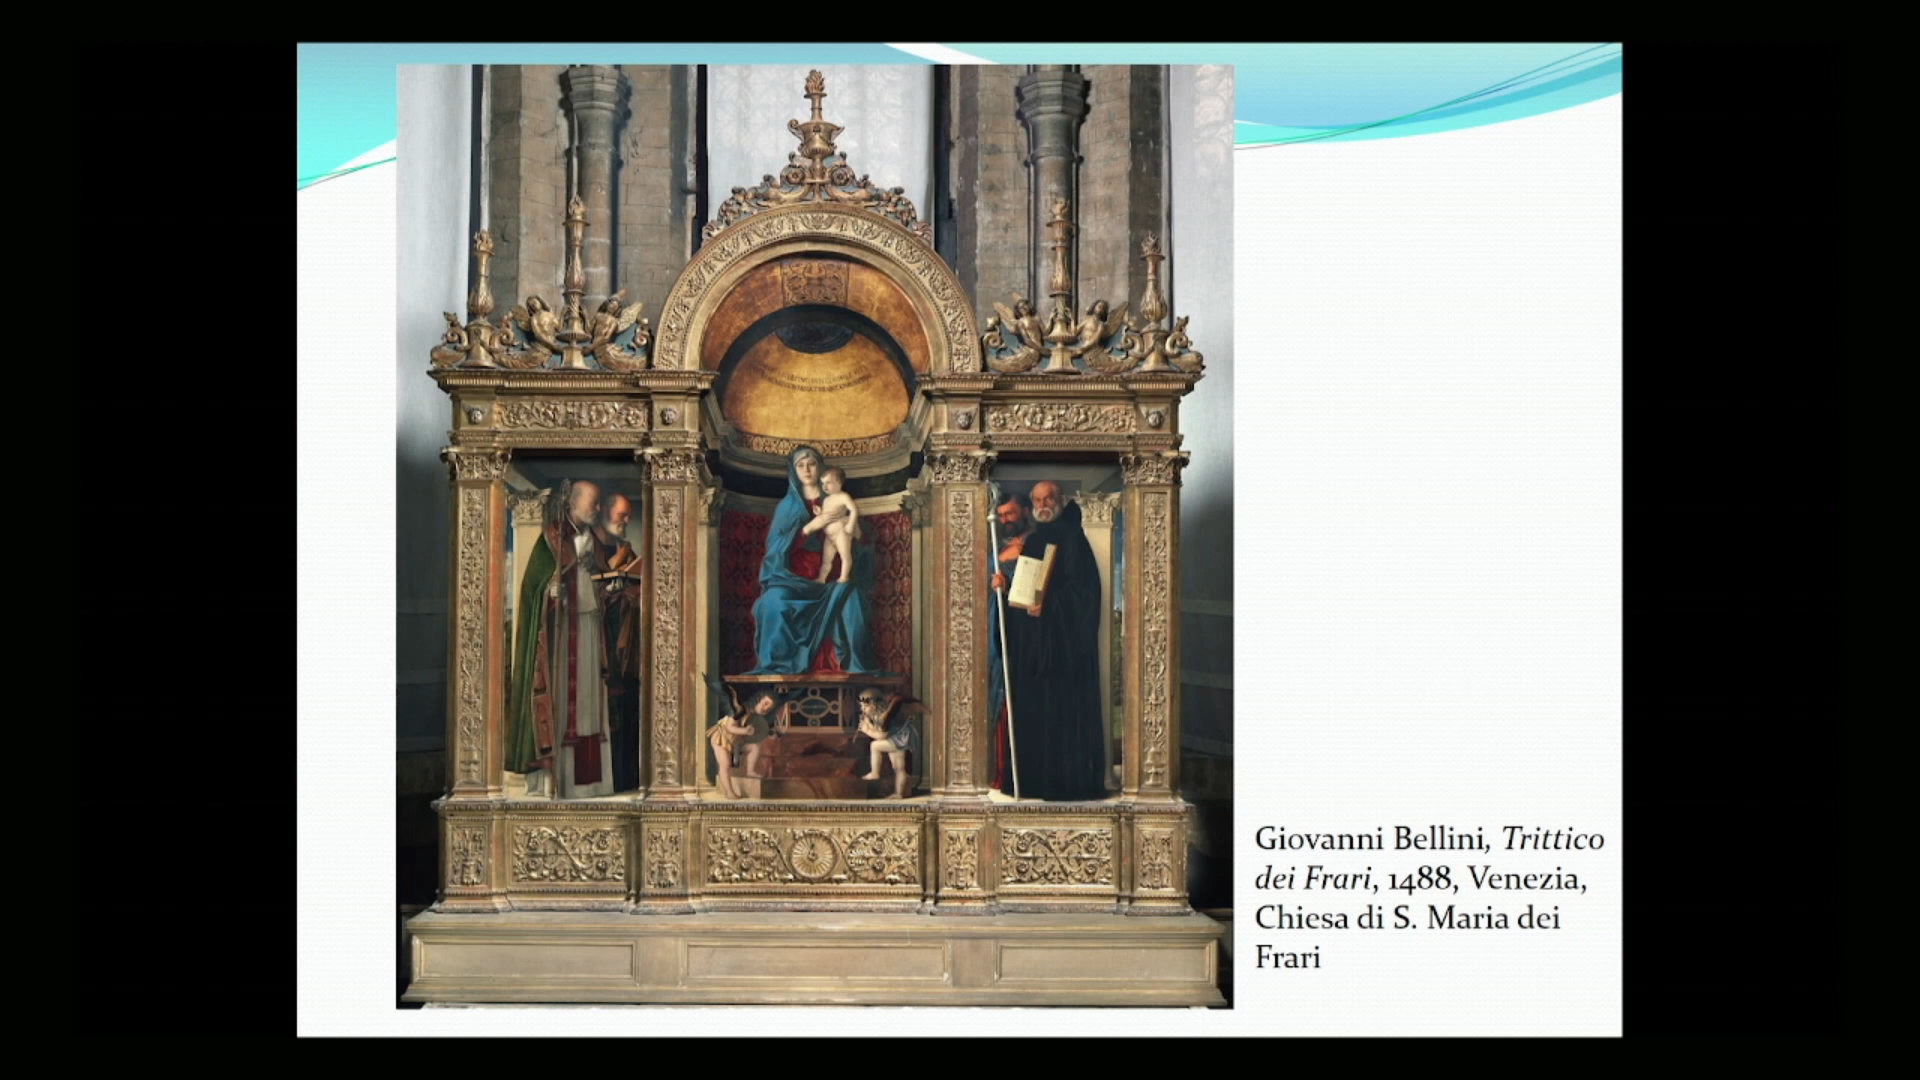 Giovanni Bellini, Trittico
dei Frari, 1488, Venezia,
Chiesa di S. Maria dei
Frari